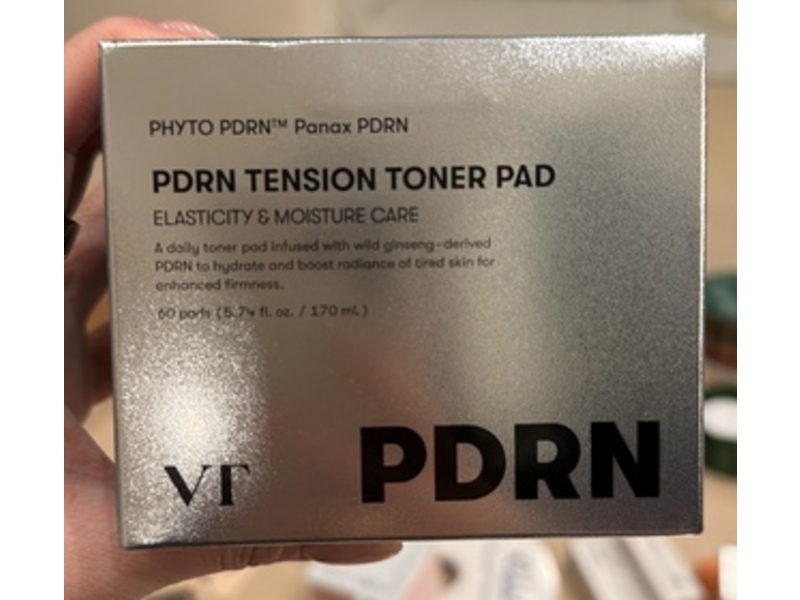 PHYTO PDRN™ Panax PDRN
PDRN TENSION TONER PAD
ELASTICITY & MOISTURE CARE
A daily toner pad infused with wild ginseng-derived
PDRN to hydrate and boost radiance of tired skin for
enhanced firmness.
60 pads (5.74 fl. oz. / 170 mL)
VT
PDRN